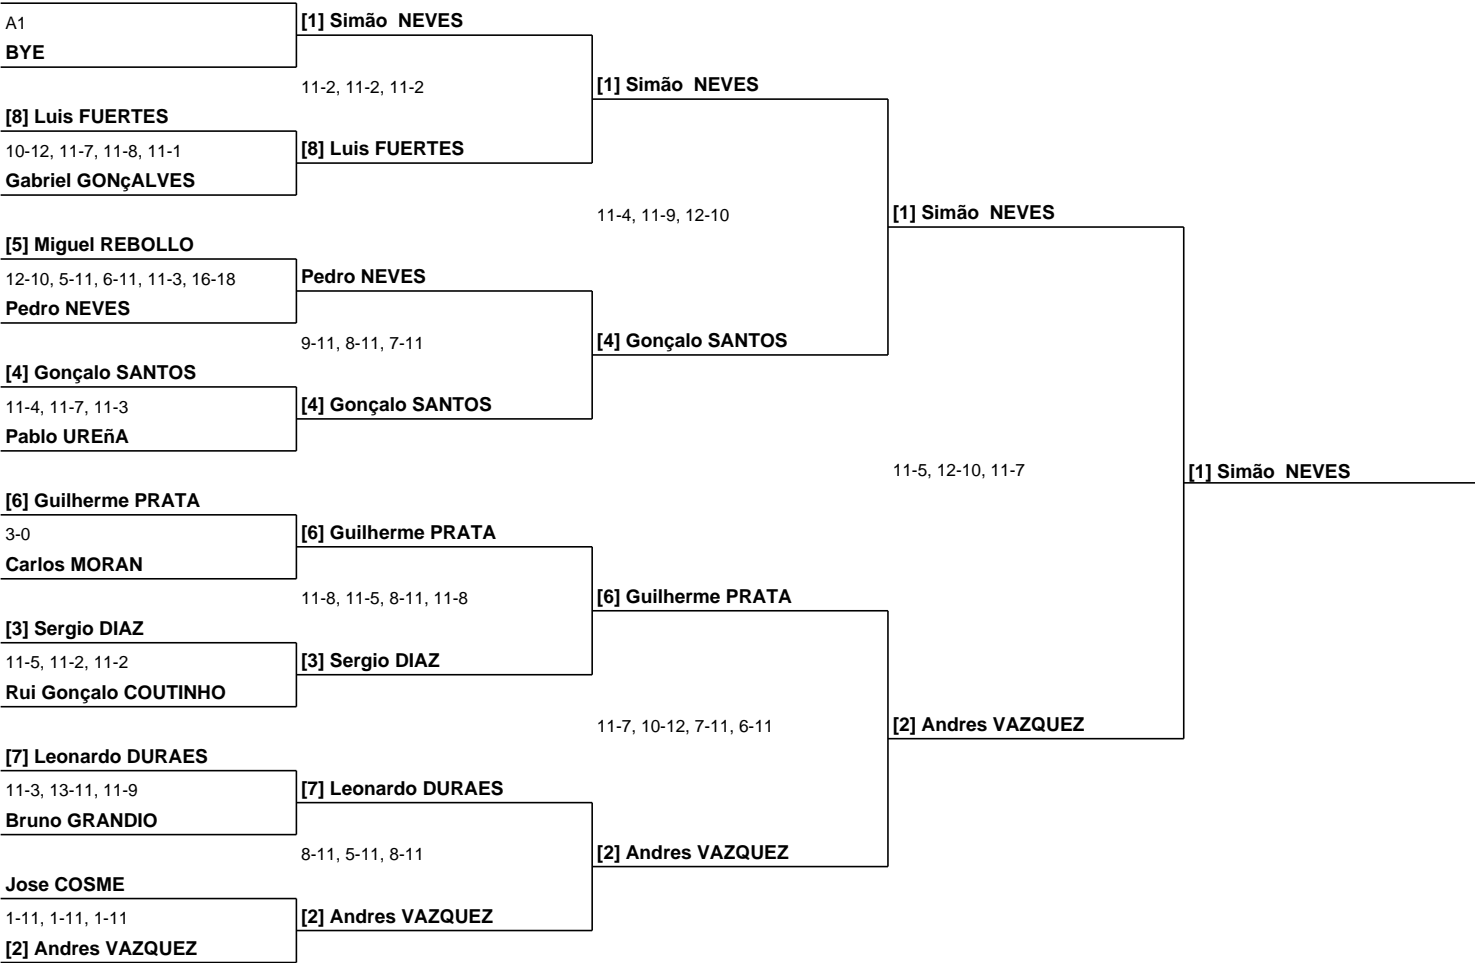 A1
BYE
[8] Luis FUERTES
10-12, 11-7, 11-8, 11-1
Gabriel GONçALVES
[5] Miguel REBOLLO
12-10, 5-11, 6-11, 11-3, 16-18
Pedro NEVES
[4] Gonçalo SANTOS
11-4, 11-7, 11-3
Pablo UREñA
[6] Guilherme PRATA
3-0
Carlos MORAN
[3] Sergio DIAZ
11-5, 11-2, 11-2
Rui Gonçalo COUTINHO
[7] Leonardo DURAES
11-3, 13-11, 11-9
Bruno GRANDIO
Jose COSME
1-11, 1-11, 1-11
[2] Andres VAZQUEZ
[1] Simão  NEVES
11-2, 11-2, 11-2
[8] Luis FUERTES
Pedro NEVES
9-11, 8-11, 7-11
[4] Gonçalo SANTOS
[6] Guilherme PRATA
11-8, 11-5, 8-11, 11-8
[3] Sergio DIAZ
[7] Leonardo DURAES
8-11, 5-11, 8-11
[2] Andres VAZQUEZ
[1] Simão  NEVES
11-4, 11-9, 12-10
[4] Gonçalo SANTOS
[6] Guilherme PRATA
11-7, 10-12, 7-11, 6-11
[2] Andres VAZQUEZ
[1] Simão  NEVES
11-5, 12-10, 11-7
[2] Andres VAZQUEZ
[1] Simão  NEVES